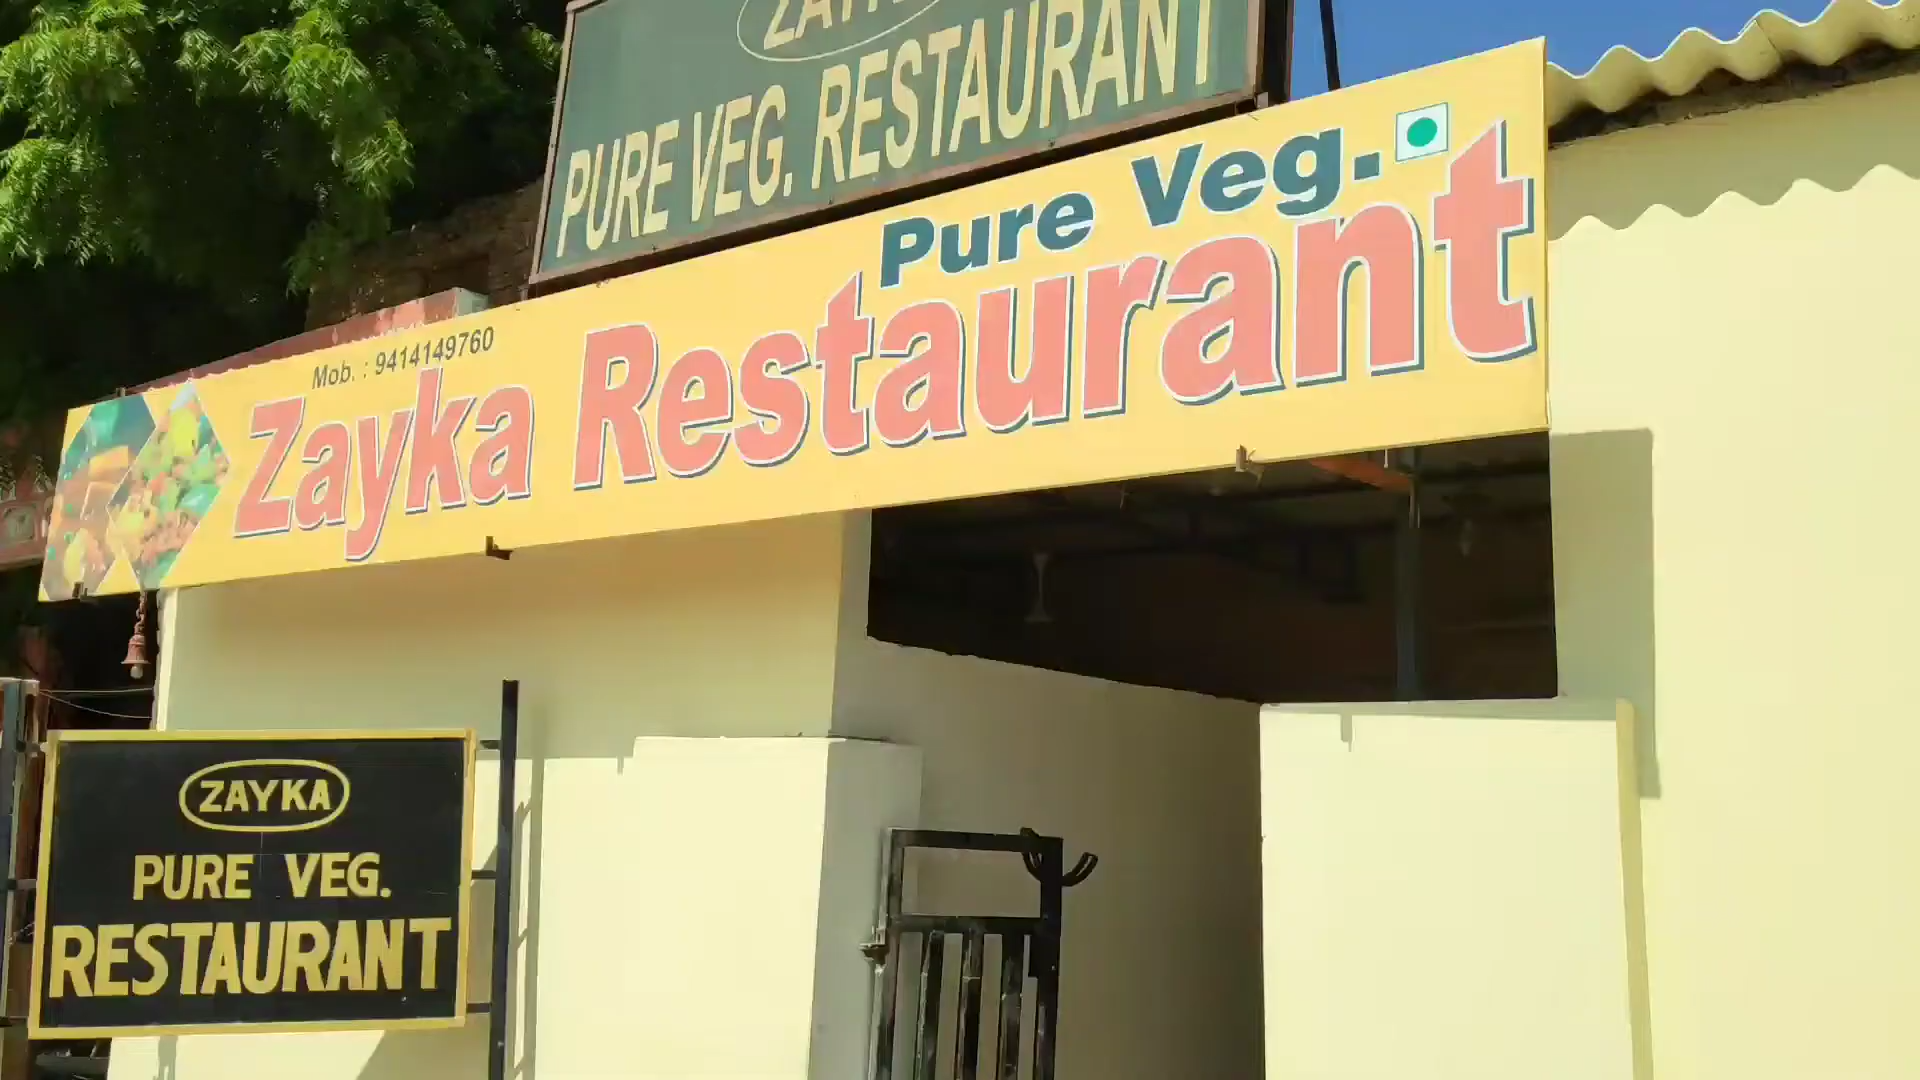 PURE VEG. RESTAURANT
Pure Veg.
Mob. : 9414149760
Zayka Restaurant
ZAYKA
PURE VEG.
RESTAURANT